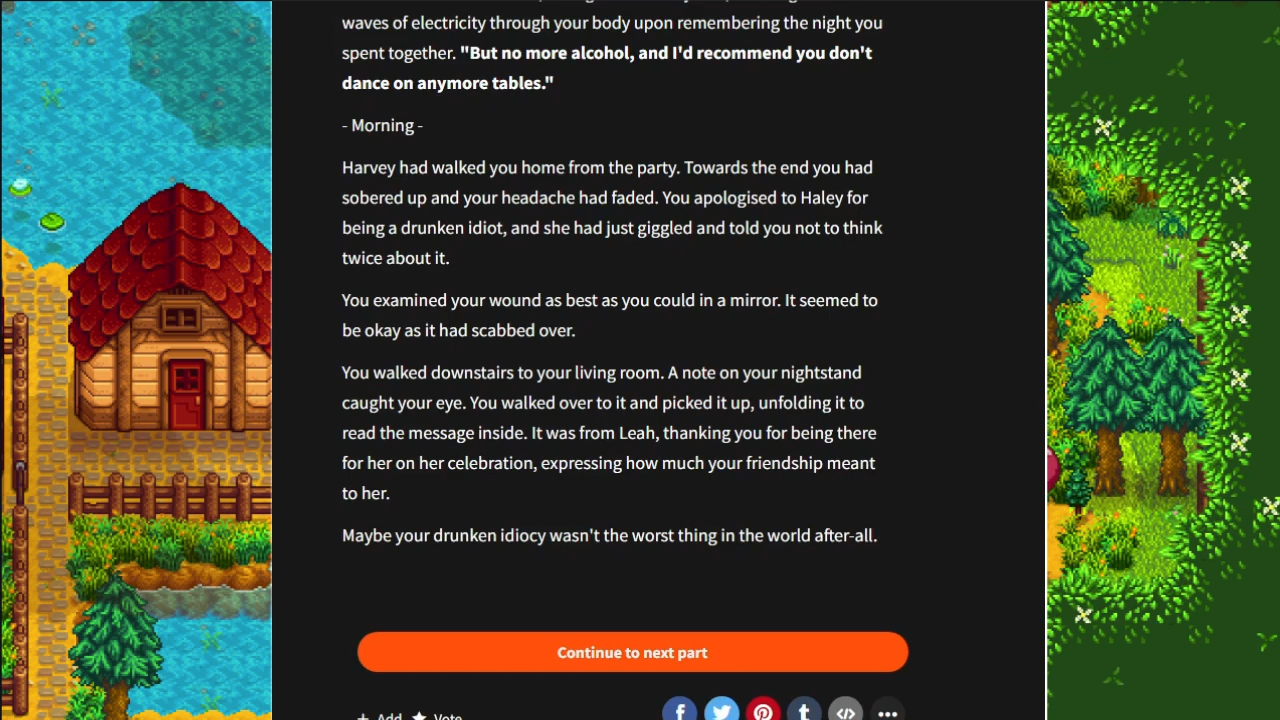 waves of electricity through your body upon remembering the night you
spent together. "But no more alcohol, and I'd recommend you don't
dance on anymore tables."
- Morning -
Harvey had walked you home from the party. Towards the end you had
sobered up and your headache had faded. You apologised to Haley for
being a drunken idiot, and she had just giggled and told you not to think
twice about it.
You examined your wound as best as you could in a mirror. It seemed to
be okay as it had scabbed over.
You walked downstairs to your living room. A note on your nightstand
caught your eye. You walked over to it and picked it up, unfolding it to
read the message inside. It was from Leah, thanking you for being there
for her on her celebration, expressing how much your friendship meant
to her.
Maybe your drunken idiocy wasn't the worst thing in the world after-all.
Continue to next part
Add Vote